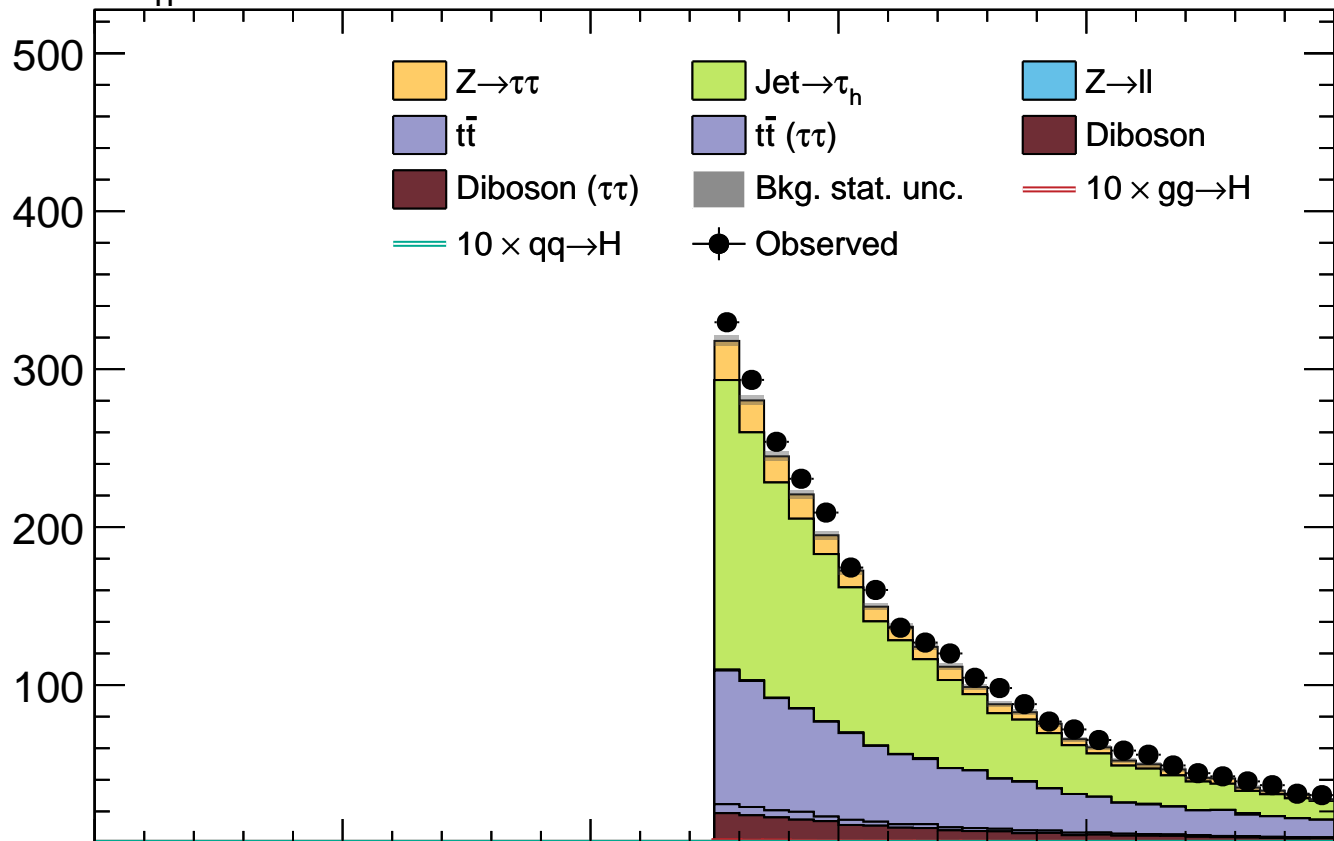 500
Z→ττ Jet→τh Z→ll
tt̄ tt̄ (ττ) Diboson
Diboson (ττ) Bkg. stat. unc. 10 × gg→H
400
10 × qq→H Observed
300
200
100